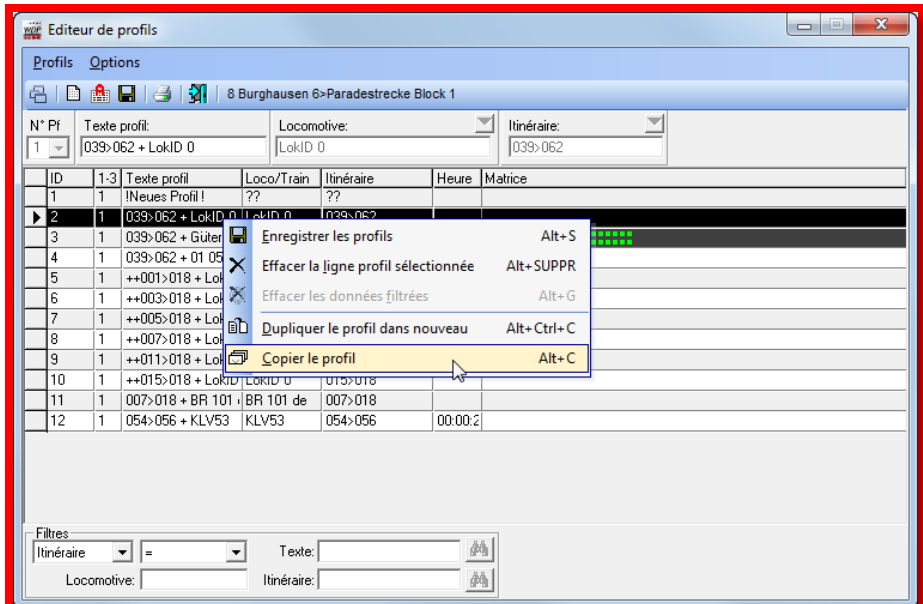 WDP Editeur de profils X
Profils Options
8 Burghausen 6>Paradestrecke Block 1
N° Pf Texte profil: Locomotive: Itinéraire:
1 039>062 + LokID 0 LokID 0 039>062
ID 1-3 Texte profil Loco/Train Itinéraire Heure Matrice
1 1 !Neues Profil ! ?? ??
2 1 039>062 + LokID 0 LokID 0 039>062
3 1 039>062 + Güter
4 1 039>062 + 01 05
5 1 ++001>018 + Lok
6 1 ++003>018 + Lok
7 1 ++005>018 + Lok
8 1 ++007>018 + Lok
9 1 ++011>018 + Lok
10 1 ++015>018 + LokID LokID 0 015>018
11 1 007>018 + BR 101 BR 101 de 007>018
12 1 054>056 + KLV53 KLV53 054>056 00:00:2
Enregistrer les profils Alt+S
Effacer la ligne profil sélectionnée Alt+SUPPR
Effacer les données filtrées Alt+G
Dupliquer le profil dans nouveau Alt+Ctrl+C
Copier le profil Alt+C
Filtres
Itinéraire = Texte:
Locomotive: Itinéraire: